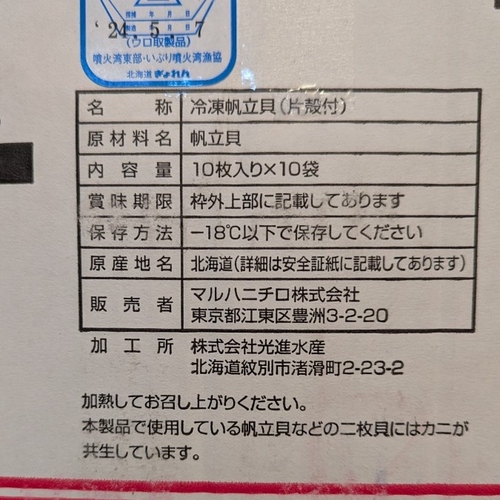 '24.5.7
(ウロ取製品)
噴火湾東部・いぶり噴火湾漁協
北海道 ぎょれん
名称 冷凍帆立貝(片殻付)
原材料名 帆立貝
内容量 10枚入り×10袋
賞味期限 枠外上部に記載してあります
保存方法 −18℃以下で保存してください
原産地名 北海道(詳細は安全証紙に記載してあります)
販売者 マルハニチロ株式会社
東京都江東区豊洲3-2-20
加工所 株式会社光進水産
北海道紋別市渚滑町2-23-2
加熱してお召し上がりください。
本製品で使用している帆立貝などの二枚貝にはカニが
共生しています。